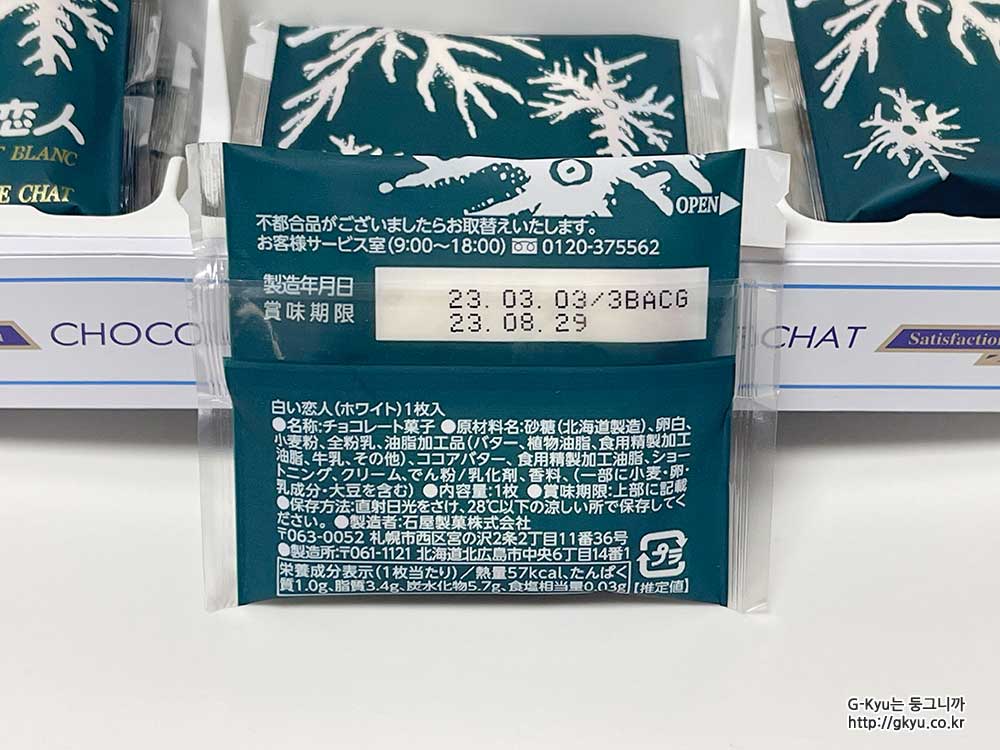 恋人
T BLANC
E CHAT
OPEN
不都合品がございましたらお取替えいたします。
お客様サービス室(9:00〜18:00) 0120-375562
製造年月日
賞味期限
23.03.03/3BACG
23.08.29
CHOCO
CHAT
Satisfaction
白い恋人(ホワイト)1枚入
●名称:チョコレート菓子 ●原材料名:砂糖(北海道製造)、卵白、
小麦粉、全粉乳、油脂加工品(バター、植物油脂、食用精製加工
油脂、牛乳、その他)、ココアバター、食用精製加工油脂、ショー
トニング、クリーム、でん粉/乳化剤、香料、(一部に小麦・卵・
乳成分・大豆を含む) ●内容量:1枚 ●賞味期限:上部に記載
●保存方法:直射日光をさけ、28℃以下の涼しい所で保存してく
ださい。●製造者:石屋製菓株式会社
〒063-0052 札幌市西区宮の沢2条2丁目11番36号
●製造所:〒061-1121 北海道北広島市中央6丁目14番1
プラ
栄養成分表示(1枚当たり)/熱量57kcal、たんぱく
質1.0g、脂質3.4g、炭水化物5.7g、食塩相当量0.03g [推定値]
G-Kyu는 둥그니까
http://gkyu.co.kr